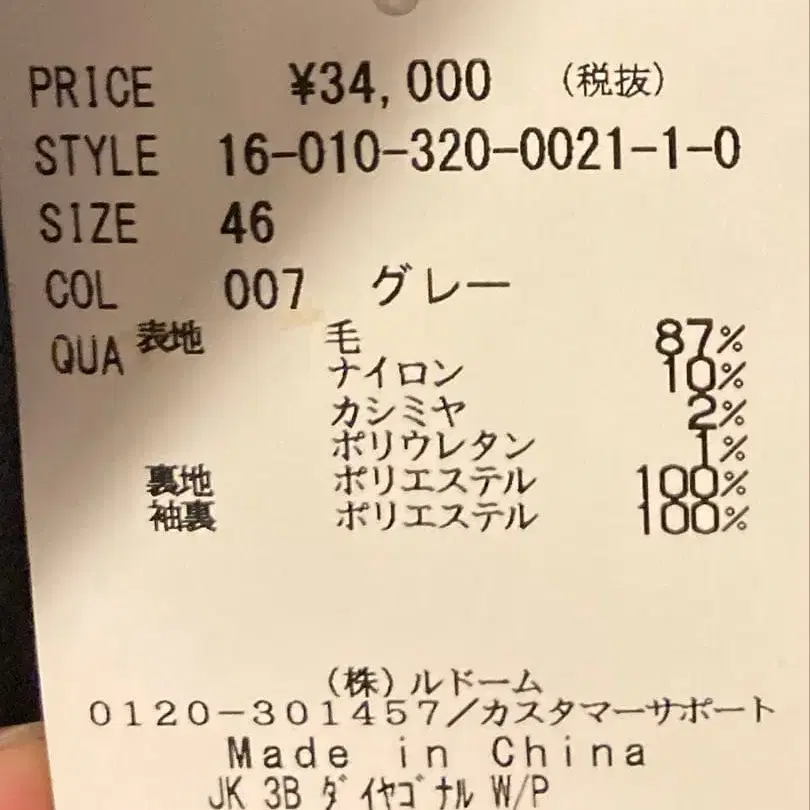 PRICE ¥34,000 (税抜)
STYLE 16-010-320-0021-1-0
SIZE 46
COL 007 グレー
QUA 表地 毛 87%
ナイロン 10%
カシミヤ 2%
ポリウレタン 1%
裏地 ポリエステル 100%
袖裏 ポリエステル 100%
(株)ルドーム
0120-301457/カスタマーサポート
Made in China
JK 3B ﾀﾞｲﾔｺﾞﾅﾙ W/P